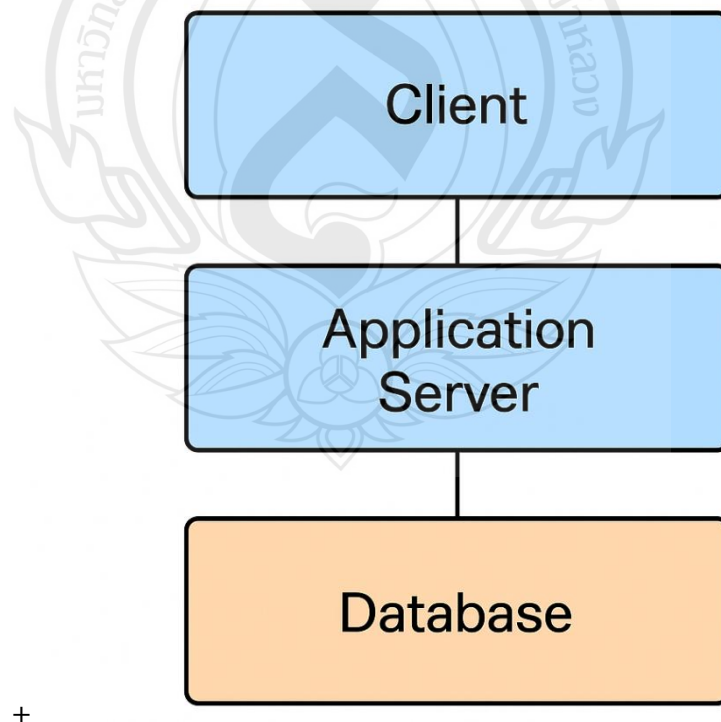 Client
Application
Server
Database
+